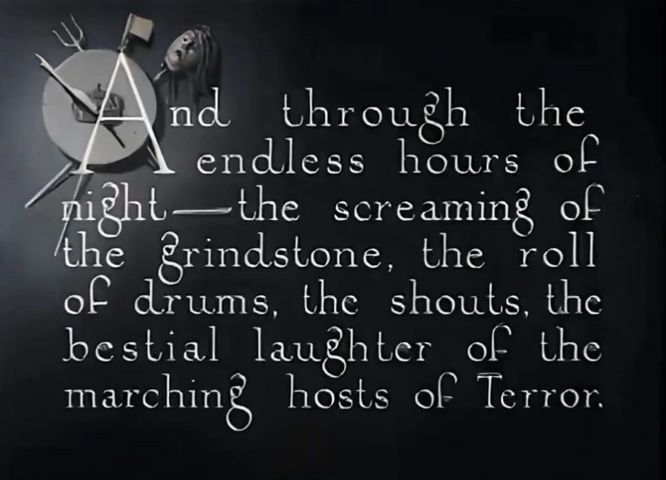 And through the
endless hours of
night—the screaming of
the grindstone, the roll
of drums, the shouts, the
bestial laughter of the
marching hosts of Terror.